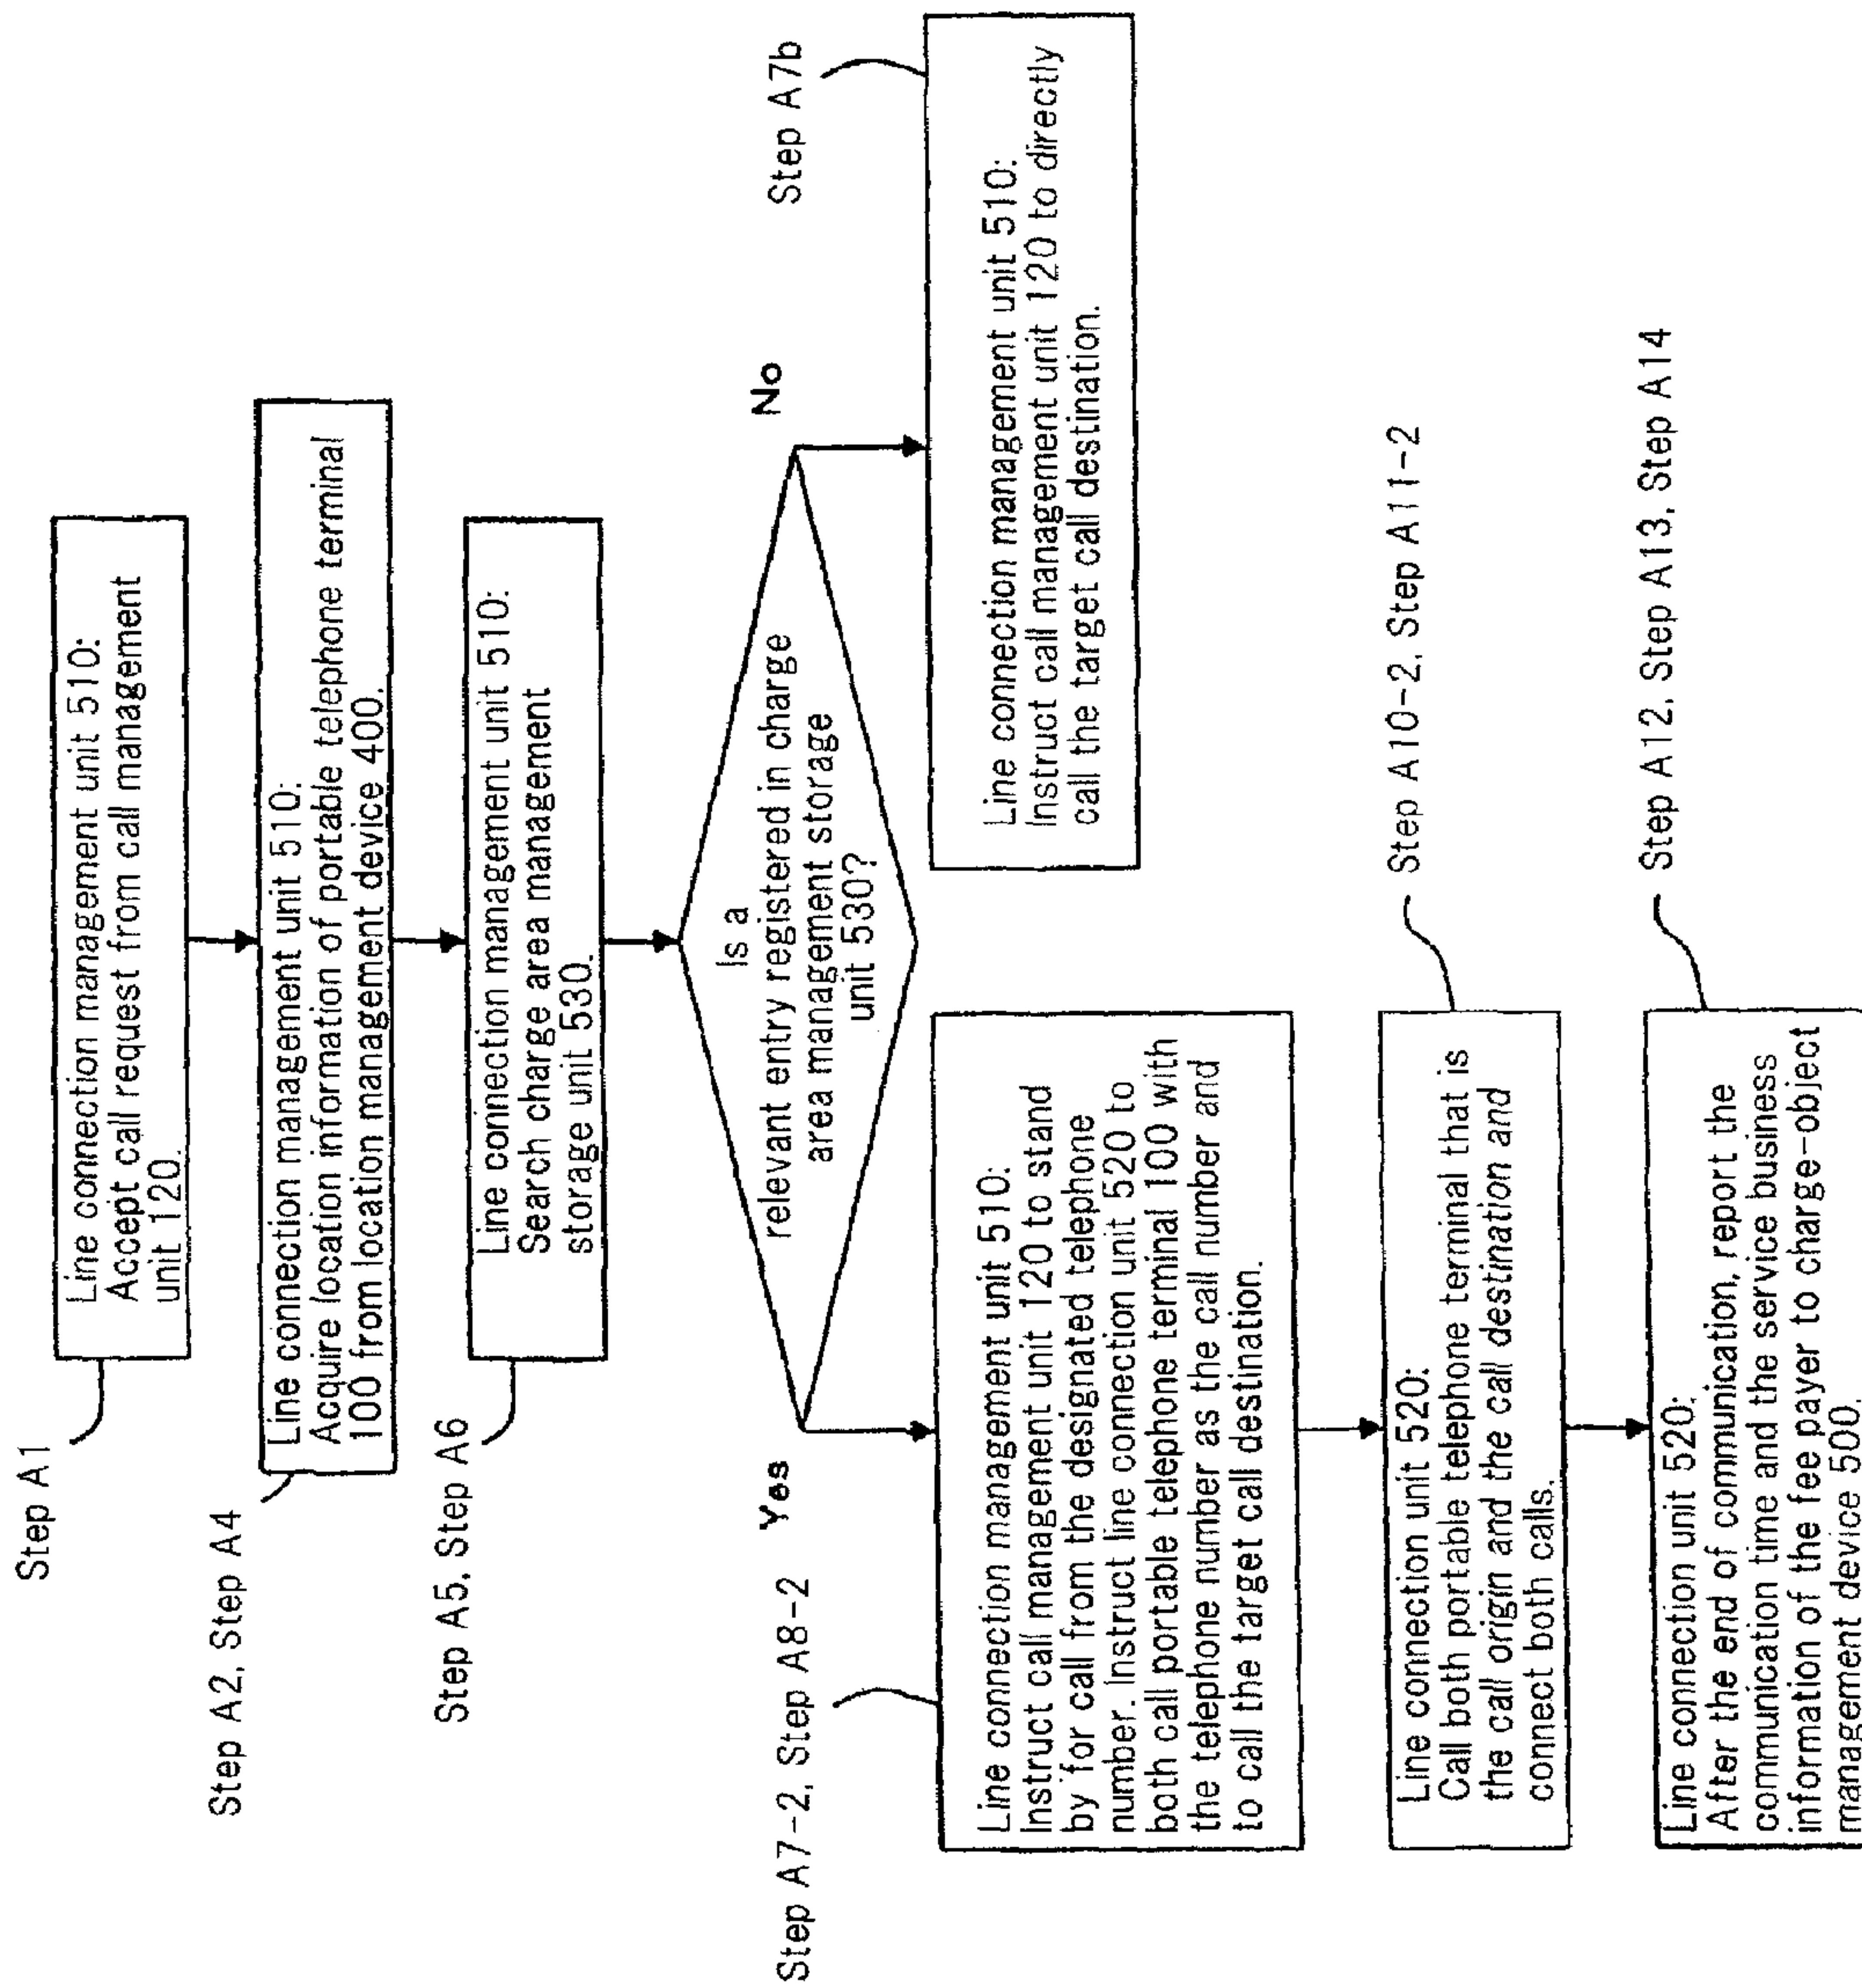 Step A1
Line connection management unit 510:
Accept call request from call management
unit 120.
Step A2, Step A4
Line connection management unit 510:
Acquire location information of portable telephone terminal
100 from location management device 400.
Step A5, Step A6
Line connection management unit 510:
Search charge area management
storage unit 530.
Is a
relevant entry registered in charge
area management storage
unit 530?
Yes
No
Step A7-2, Step A8-2
Line connection management unit 510:
Instruct call management unit 120 to stand
by for call from the designated telephone
number. Instruct line connection unit 520 to
both call portable telephone terminal 100 with
the telephone number as the call number and
to call the target call destination.
Step A7b
Line connection management unit 510:
Instruct call management unit 120 to directly
call the target call destination.
Step A10-2, Step A11-2
Line connection unit 520:
Call both portable telephone terminal that is
the call origin and the call destination and
connect both calls.
Step A12, Step A13, Step A14
Line connection unit 520:
After the end of communication, report the
communication time and the service business
information of the fee payer to charge-object
management device 500.